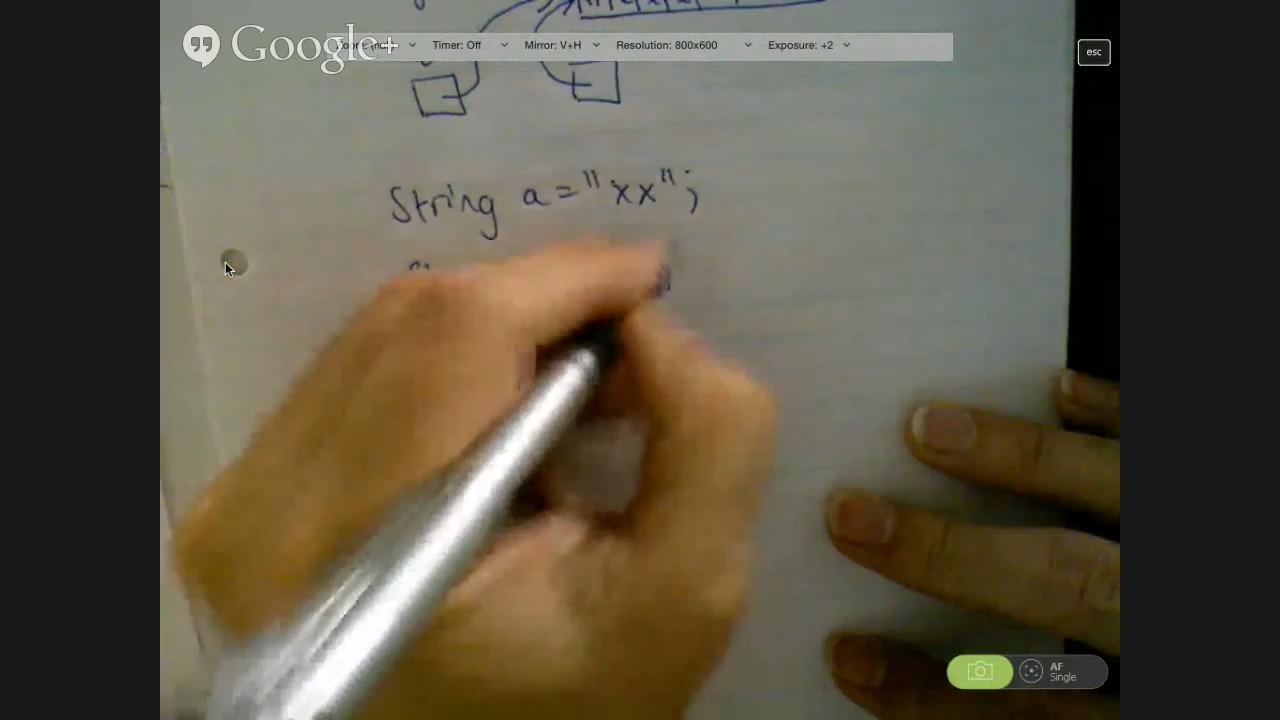 Google+
Timer: Off Mirror: V+H Resolution: 800x600 Exposure: +2
esc
String a = "xx";
AF
Single